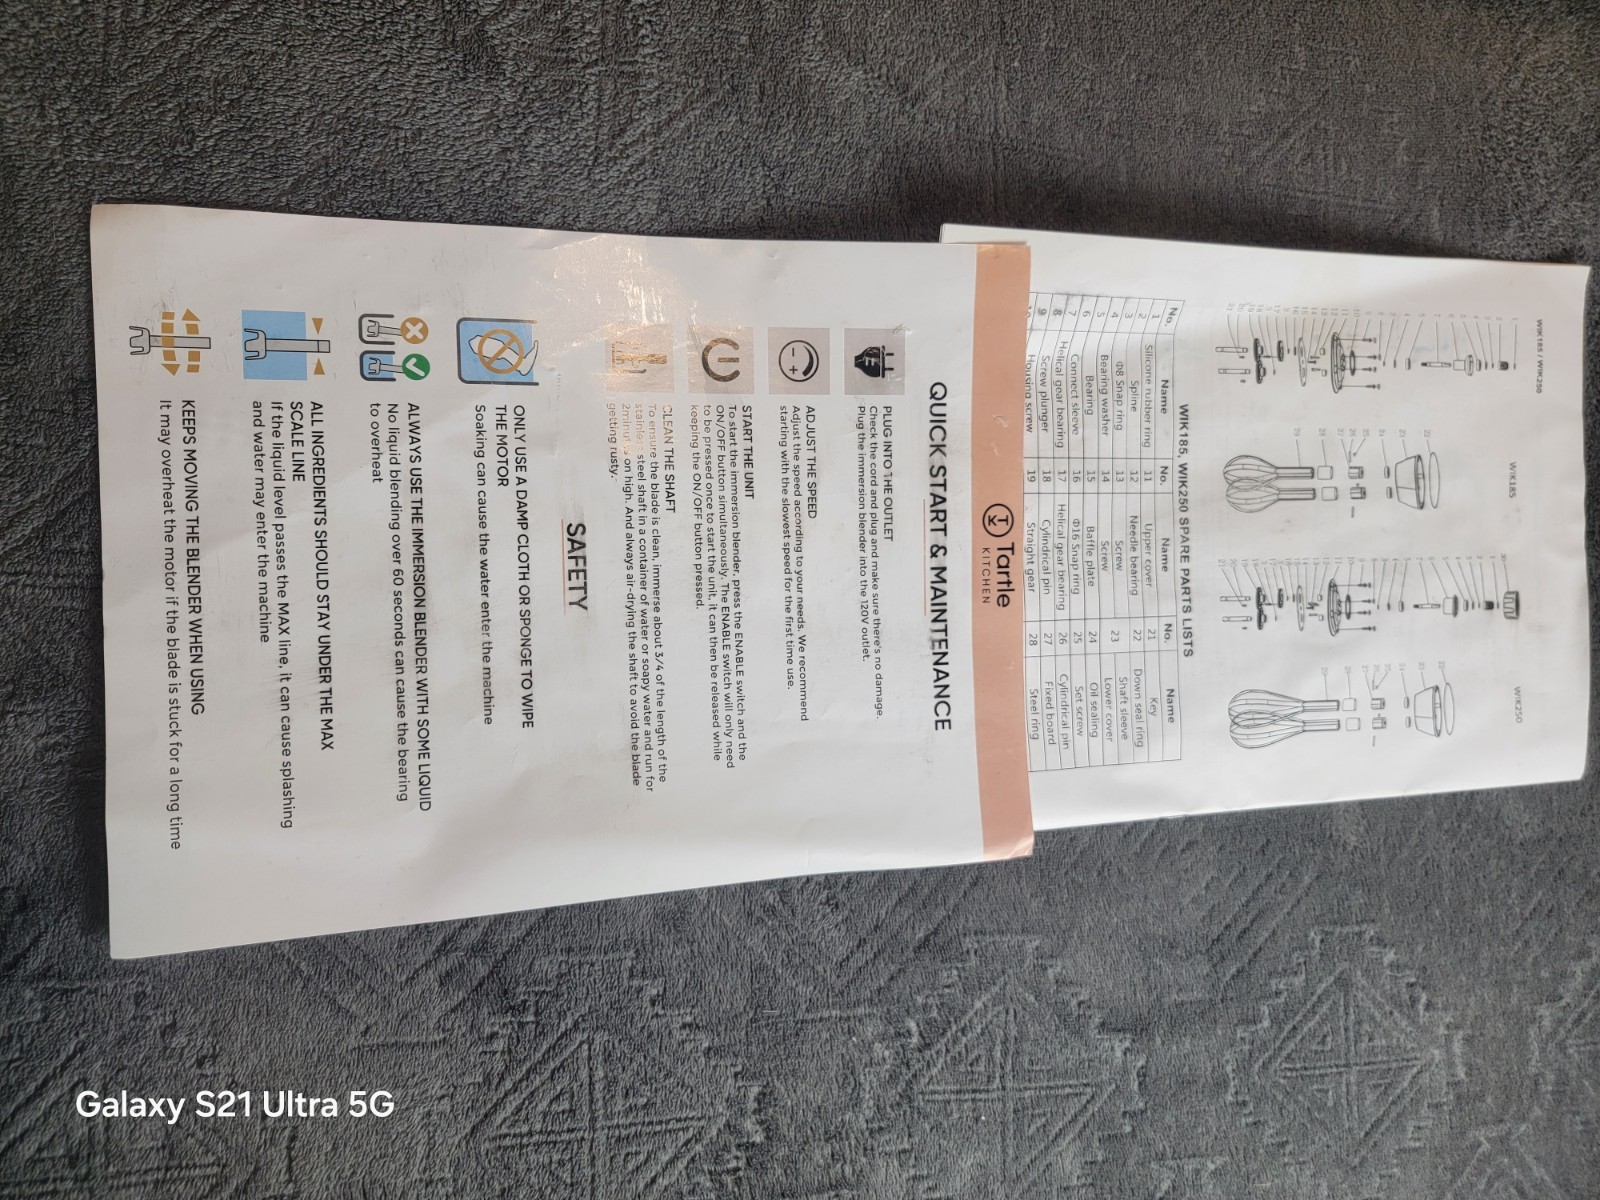 WIK185 / WIK250
WIK185
WIK250
WIK185, WIK250 SPARE PARTS LISTS
No. Name No. Name No. Name
1 Silicone rubber ring 11 Upper cover 21 Key
2 Spline 12 Needle bearing 22 Down seal ring
3 Φ8 Snap ring 13 Screw 23 Shaft sleeve
4 Bearing washer 14 Screw Lower cover
5 Bearing 15 Baffle plate 24 Oil sealing
6 Connect sleeve 16 Φ16 Snap ring 25 Set screw
7 Helical gear bearing 17 Helical gear bearing 26 Cylindrical pin
8 Screw plunger 18 Cylindrical pin 27 Fixed board
9 Housing screw 19 Straight gear 28 Steel ring
TK
Tartle
KITCHEN
QUICK START & MAINTENANCE
PLUG INTO THE OUTLET
Check the cord and plug and make sure there's no damage.
Plug the immersion blender into the 120V outlet.
ADJUST THE SPEED
Adjust the speed according to your needs. We recommend
starting with the slowest speed for the first time use.
START THE UNIT
To start the immersion blender, press the ENABLE switch and the
ON/OFF button simultaneously. The ENABLE switch will only need
to be pressed once to start the unit, it can then be released while
keeping the ON/OFF button pressed.
CLEAN THE SHAFT
To ensure the blade is clean, immerse about 3/4 of the length of the
stainless steel shaft in a container of water or soapy water and run for
2minutes on high. And always air-drying the shaft to avoid the blade
getting rusty.
SAFETY
ONLY USE A DAMP CLOTH OR SPONGE TO WIPE
THE MOTOR
Soaking can cause the water enter the machine
ALWAYS USE THE IMMERSION BLENDER WITH SOME LIQUID
No liquid blending over 60 seconds can cause the bearing
to overheat
ALL INGREDIENTS SHOULD STAY UNDER THE MAX
SCALE LINE
If the liquid level passes the MAX line, it can cause splashing
and water may enter the machine
KEEPS MOVING THE BLENDER WHEN USING
It may overheat the motor if the blade is stuck for a long time
Galaxy S21 Ultra 5G